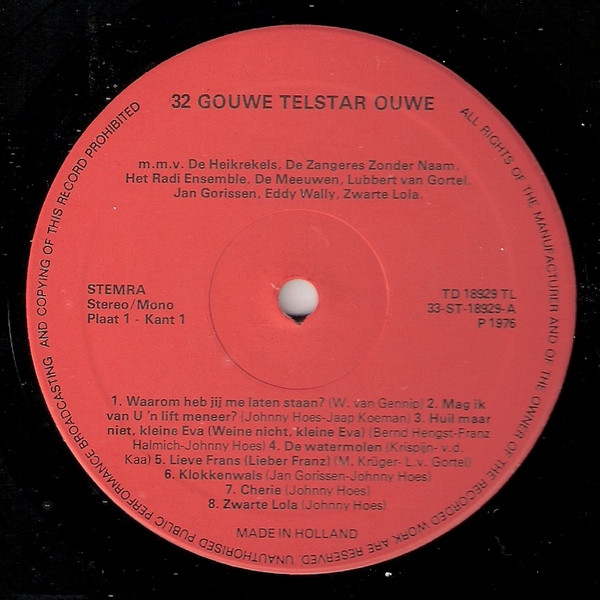 32 GOUWE TELSTAR OUWE
m.m.v. De Heikrekels, De Zangeres Zonder Naam,
Het Radi Ensemble, De Meeuwen, Lubbert van Gortel,
Jan Gorissen, Eddy Wally, Zwarte Lola.
STEMRA
Stereo/Mono
Plaat 1 - Kant 1
TD 18929 TL
33-ST-18929-A
P 1976
1. Waarom heb jij me laten staan? (W. van Gennip) 2. Mag ik
van U 'n lift meneer? (Johnny Hoes-Jaap Koeman) 3. Huil maar
niet, kleine Eva (Weine nicht, kleine Eva) (Bernd Hengst-Franz
Halmich-Johnny Hoes) 4. De watermolen (Krispijn- v.d.
Kaa) 5. Lieve Frans (Lieber Franz) (M. Krüger- L.v. Gortel)
6. Klokkenwals (Jan Gorissen-Johnny Hoes)
7. Cherie (Johnny Hoes)
8. Zwarte Lola (Johnny Hoes)
MADE IN HOLLAND
ALL RIGHTS OF THE MANUFACTURER AND OF THE OWNER OF THE RECORDED WORK ARE RESERVED. UNAUTHORISED PUBLIC PERFORMANCE BROADCASTING AND COPYING OF THIS RECORD PROHIBITED